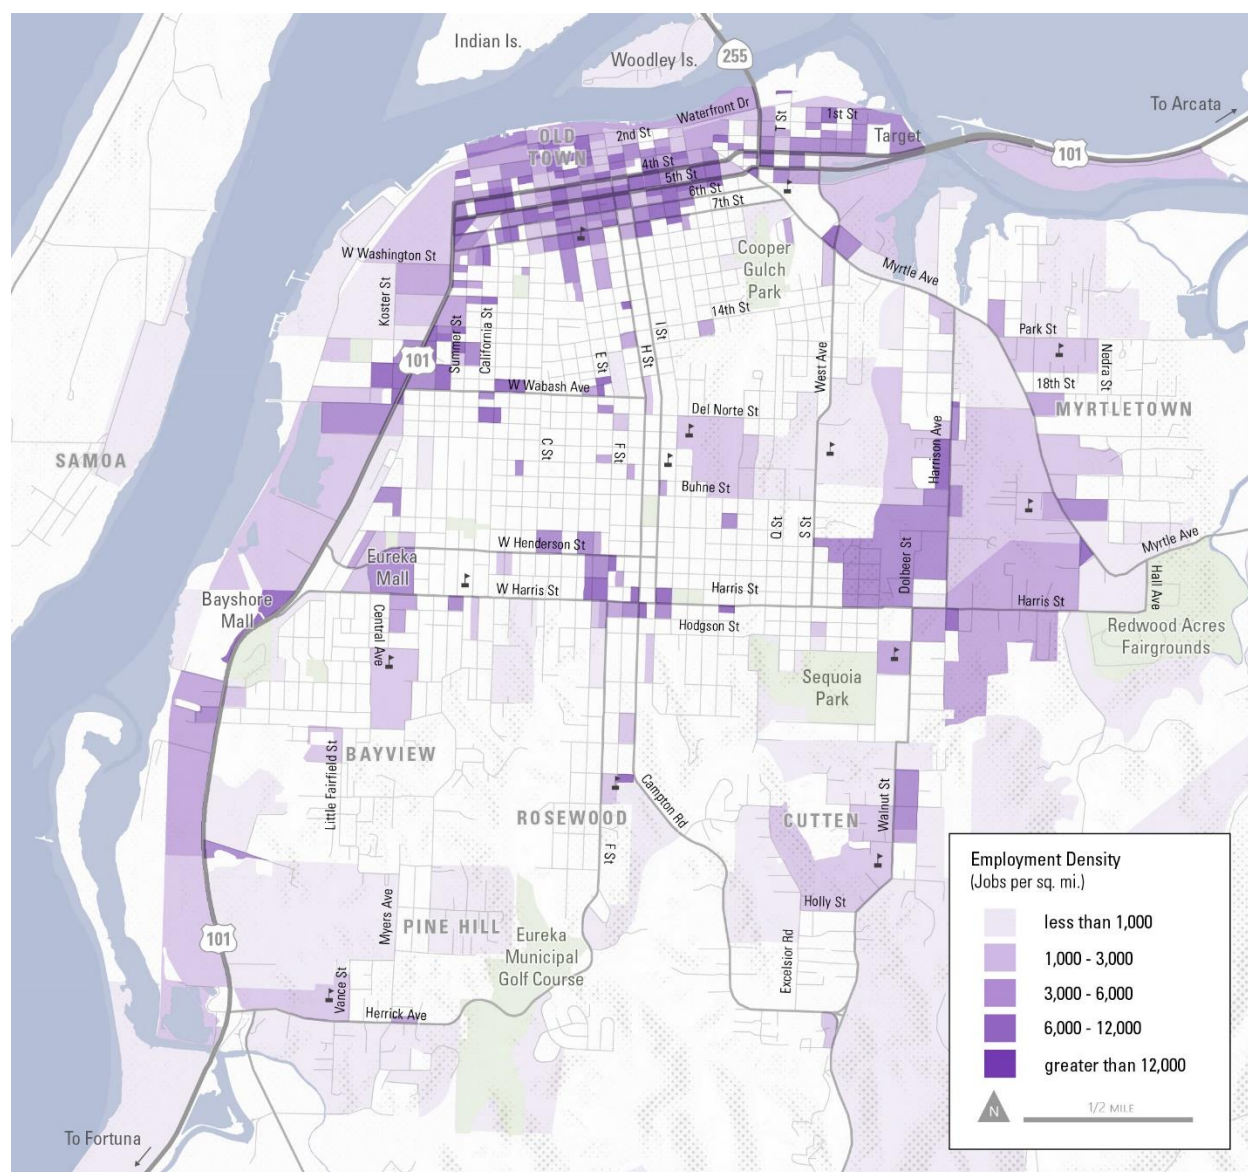 Indian Is.
Woodley Is.
255
To Arcata
Waterfront Dr
T St
1st St
Target
OLD
TOWN
2nd St
4th St
5th St
6th St
7th St
101
W Washington St
Koster St
Cooper
Gulch
Park
Myrtle Ave
14th St
I St
H St
Summer St
California St
101
E St
W Wabash Ave
West Ave
Park St
Nedra St
18th St
MYRTLETOWN
Del Norte St
Harrison Ave
SAMOA
C St
F St
Buhne St
Q St
S St
W Henderson St
Dolbeer St
Myrtle Ave
Eureka
Mall
W Harris St
Harris St
Harris St
Hall Ave
Bayshore
Mall
Central Ave
Hodgson St
Redwood Acres
Fairgrounds
Sequoia
Park
Little Fairfield St
BAYVIEW
ROSEWOOD
Campton Rd
CUTTEN
Walnut St
F St
Holly St
Myers Ave
PINE HILL
Eureka
Municipal
Golf Course
Excelsior Rd
101
Vance St
Herrick Ave
To Fortuna
Employment Density
(Jobs per sq. mi.)
less than 1,000
1,000 - 3,000
3,000 - 6,000
6,000 - 12,000
greater than 12,000
N
1/2 MILE